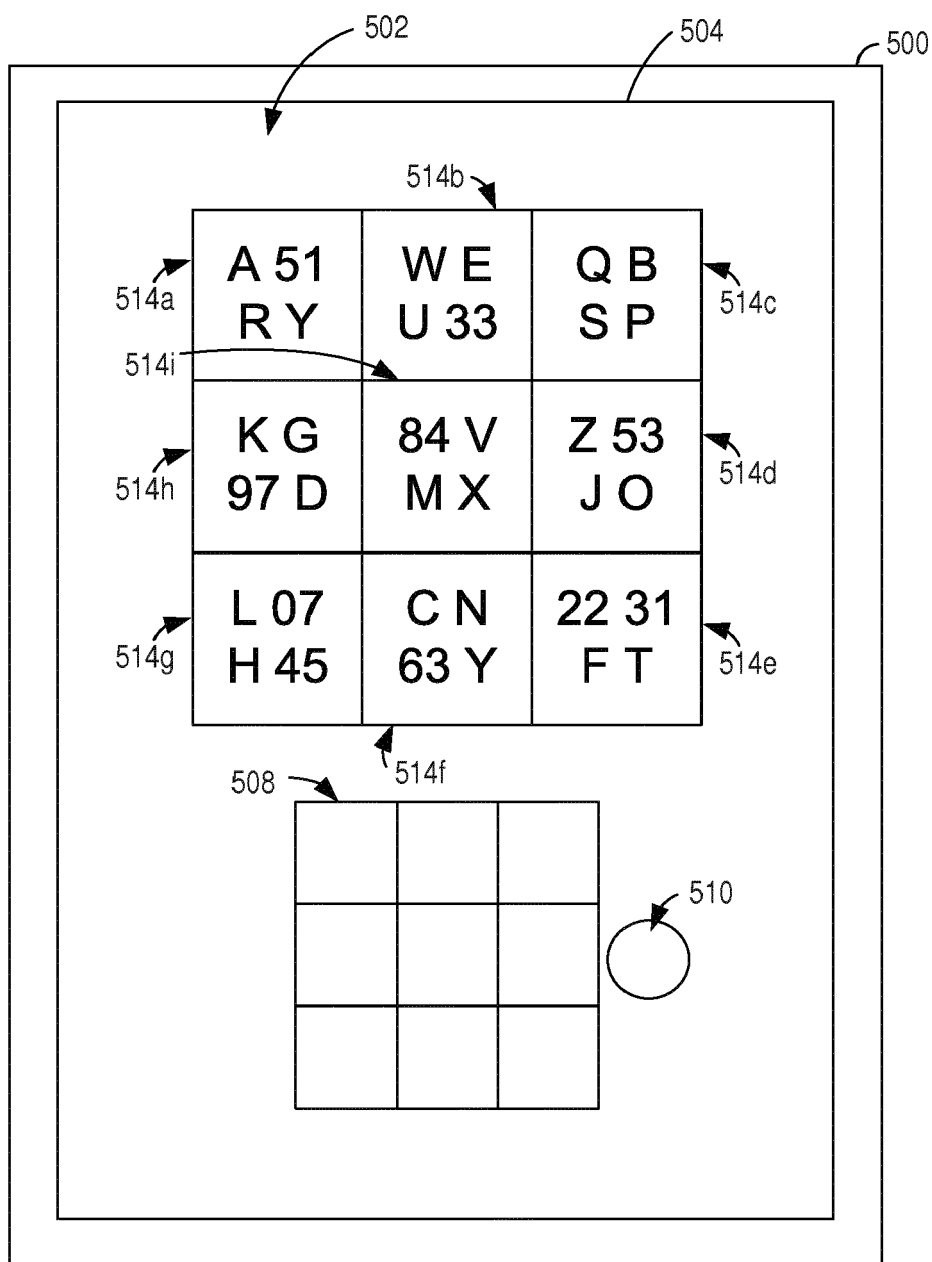 502
504
500
514b
A 51
W E
Q B
514a
R Y
U 33
S P
514c
514i
K G
84 V
Z 53
514h
97 D
M X
J O
514d
L 07
C N
22 31
514g
H 45
63 Y
F T
514e
514f
508
510